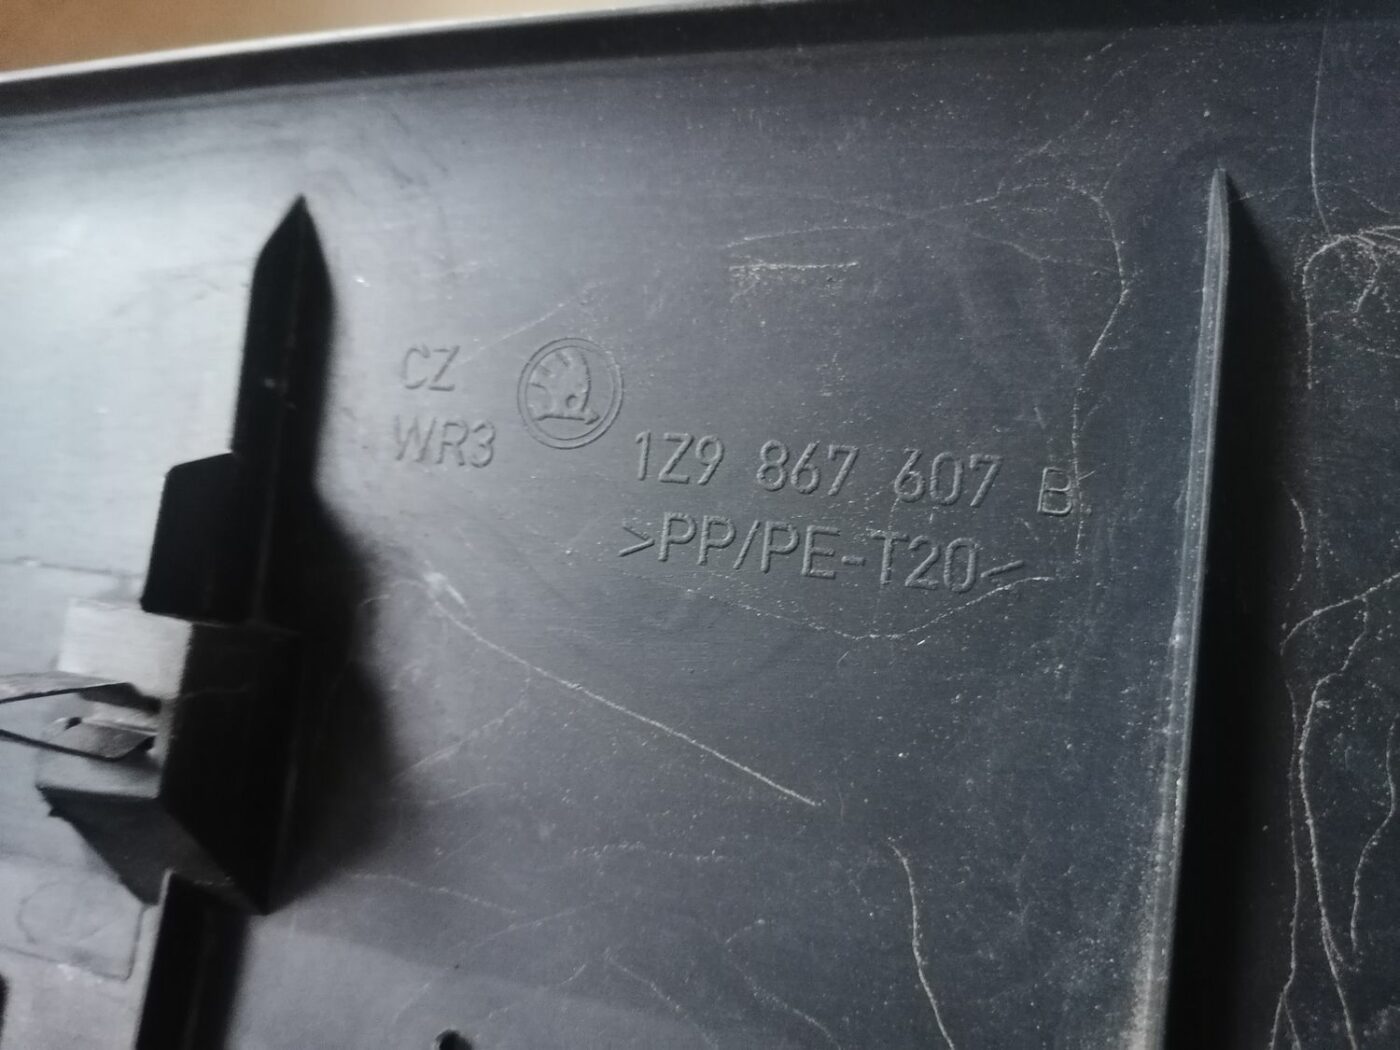 CZ
WR3
1Z9 867 607 B
>PP/PE-T20<